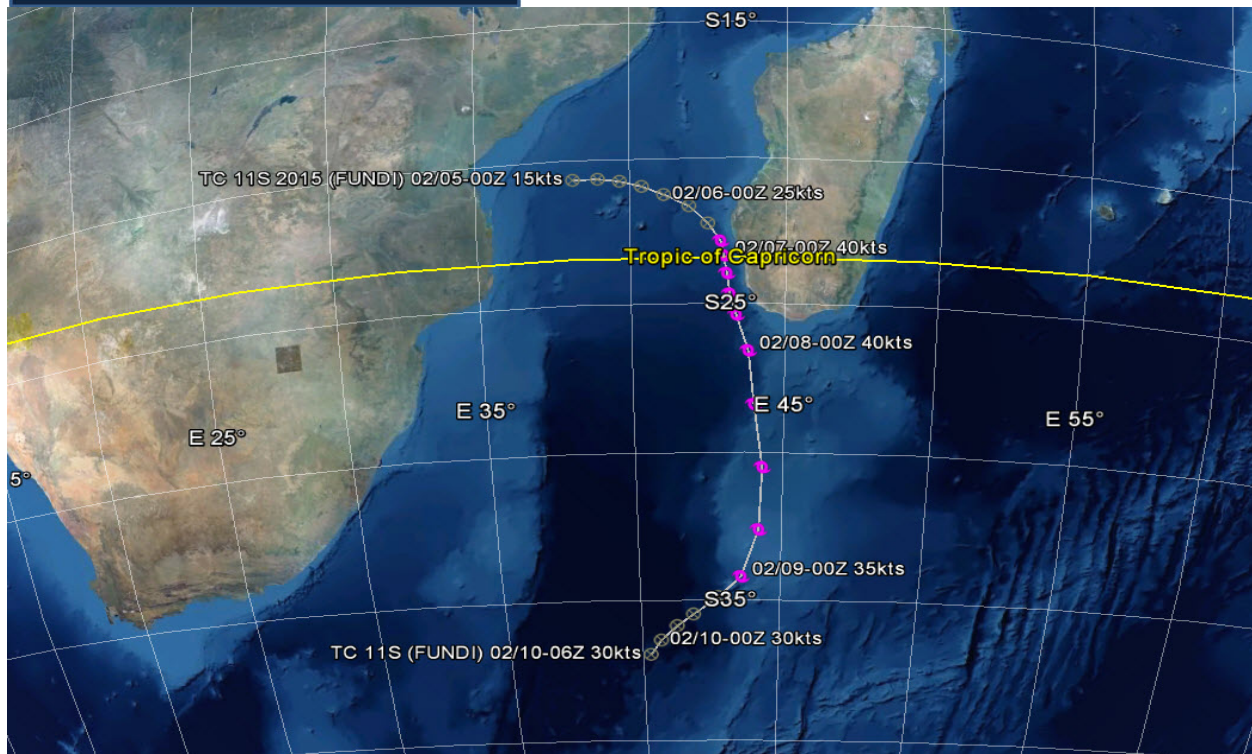 S15°
TC 11S 2015 (FUNDI) 02/05-00Z 15kts
02/06-00Z 25kts
02/07-00Z 40kts
Tropic of Capricorn
S25°
02/08-00Z 40kts
E 45°
E 35°
E 55°
E 25°
5°
02/09-00Z 35kts
S35°
02/10-00Z 30kts
TC 11S (FUNDI) 02/10-06Z 30kts